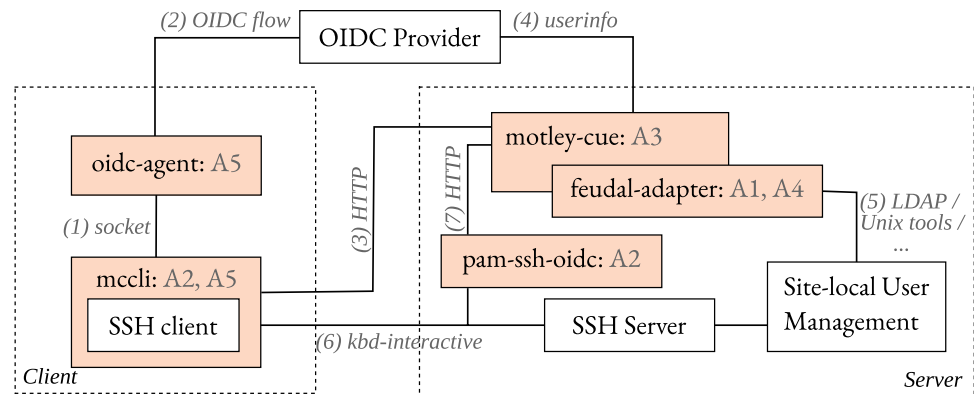 (2) OIDC flow
OIDC Provider
(4) userinfo
oidc-agent: A5
(1) socket
mccli: A2, A5
SSH client
Client
(3) HTTP
(7) HTTP
motley-cue: A3
feudal-adapter: A1, A4
(5) LDAP /
Unix tools /
...
pam-ssh-oidc: A2
(6) kbd-interactive
SSH Server
Site-local User
Management
Server